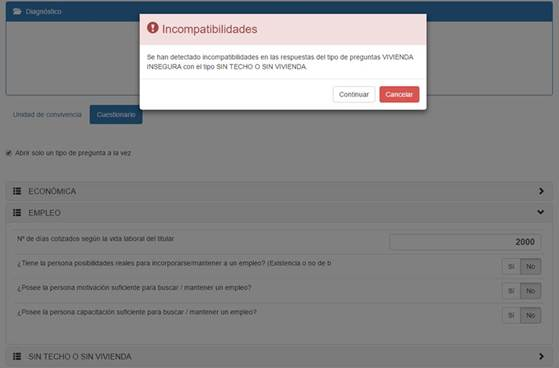 Diagnóstico
Incompatibilidades
Se han detectado incompatibilidades en las respuestas del tipo de preguntas VIVIENDA
INSEGURA con el tipo SIN TECHO O SIN VIVIENDA.
Continuar Cancelar
Unidad de convivencia Cuestionario
Abrir solo un tipo de pregunta a la vez
ECONÓMICA
EMPLEO
Nº de días cotizados según la vida laboral del titular 2000
¿Tiene la persona posibilidades reales para incorporarse/mantener a un empleo? (Existencia o no de b Sí No
¿Posee la persona motivación suficiente para buscar / mantener un empleo? Sí No
¿Posee la persona capacitación suficiente para buscar / mantener un empleo? Sí No
SIN TECHO O SIN VIVIENDA